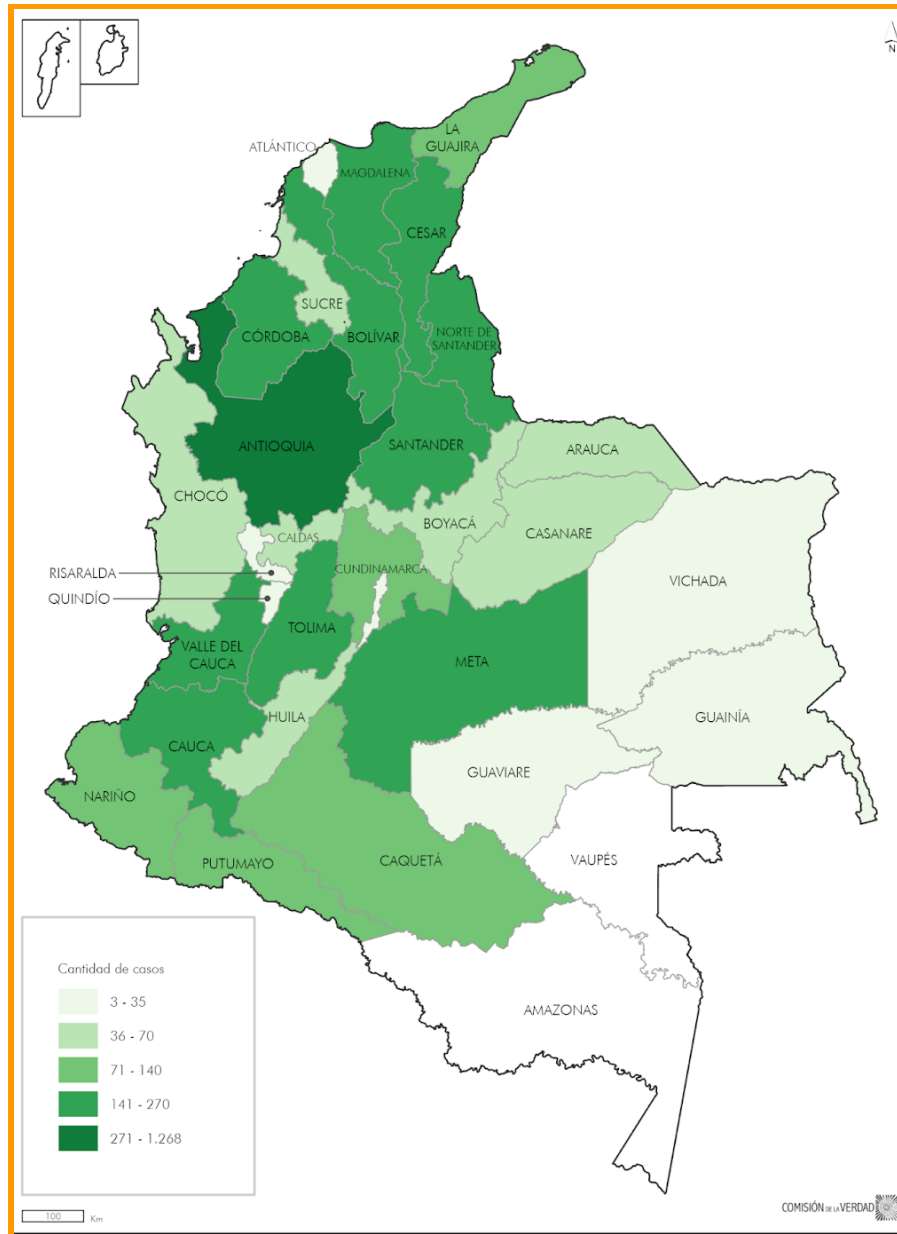 N
ATLÁNTICO
LA
GUAJIRA
MAGDALENA
CESAR
SUCRE
CÓRDOBA
BOLÍVAR
NORTE DE
SANTANDER
ANTIOQUIA
SANTANDER
ARAUCA
CHOCÓ
BOYACÁ
CASANARE
CALDAS
CUNDINAMARCA
RISARALDA
QUINDÍO
VICHADA
TOLIMA
VALLE DEL
CAUCA
META
HUILA
GUAINÍA
CAUCA
GUAVIARE
NARIÑO
PUTUMAYO
CAQUETÁ
VAUPÉS
AMAZONAS
Cantidad de casos
3 - 35
36 - 70
71 - 140
141 - 270
271 - 1.268
100 Km
COMISIÓN DE LA VERDAD